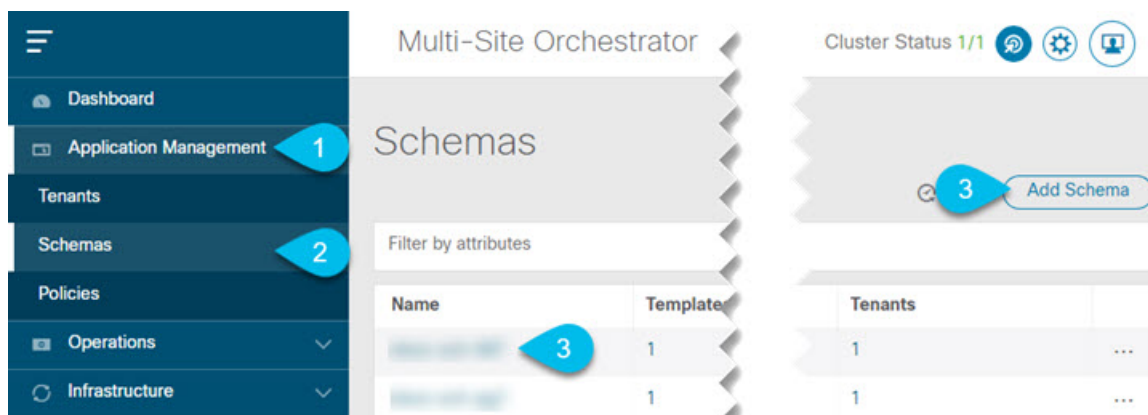 Multi-Site Orchestrator
Cluster Status 1/1
Dashboard
Application Management
1
Tenants
Schemas
2
Policies
Operations
Infrastructure
Schemas
3
Add Schema
Filter by attributes
Name
Template
Tenants
3
1
1
...
1
1
...